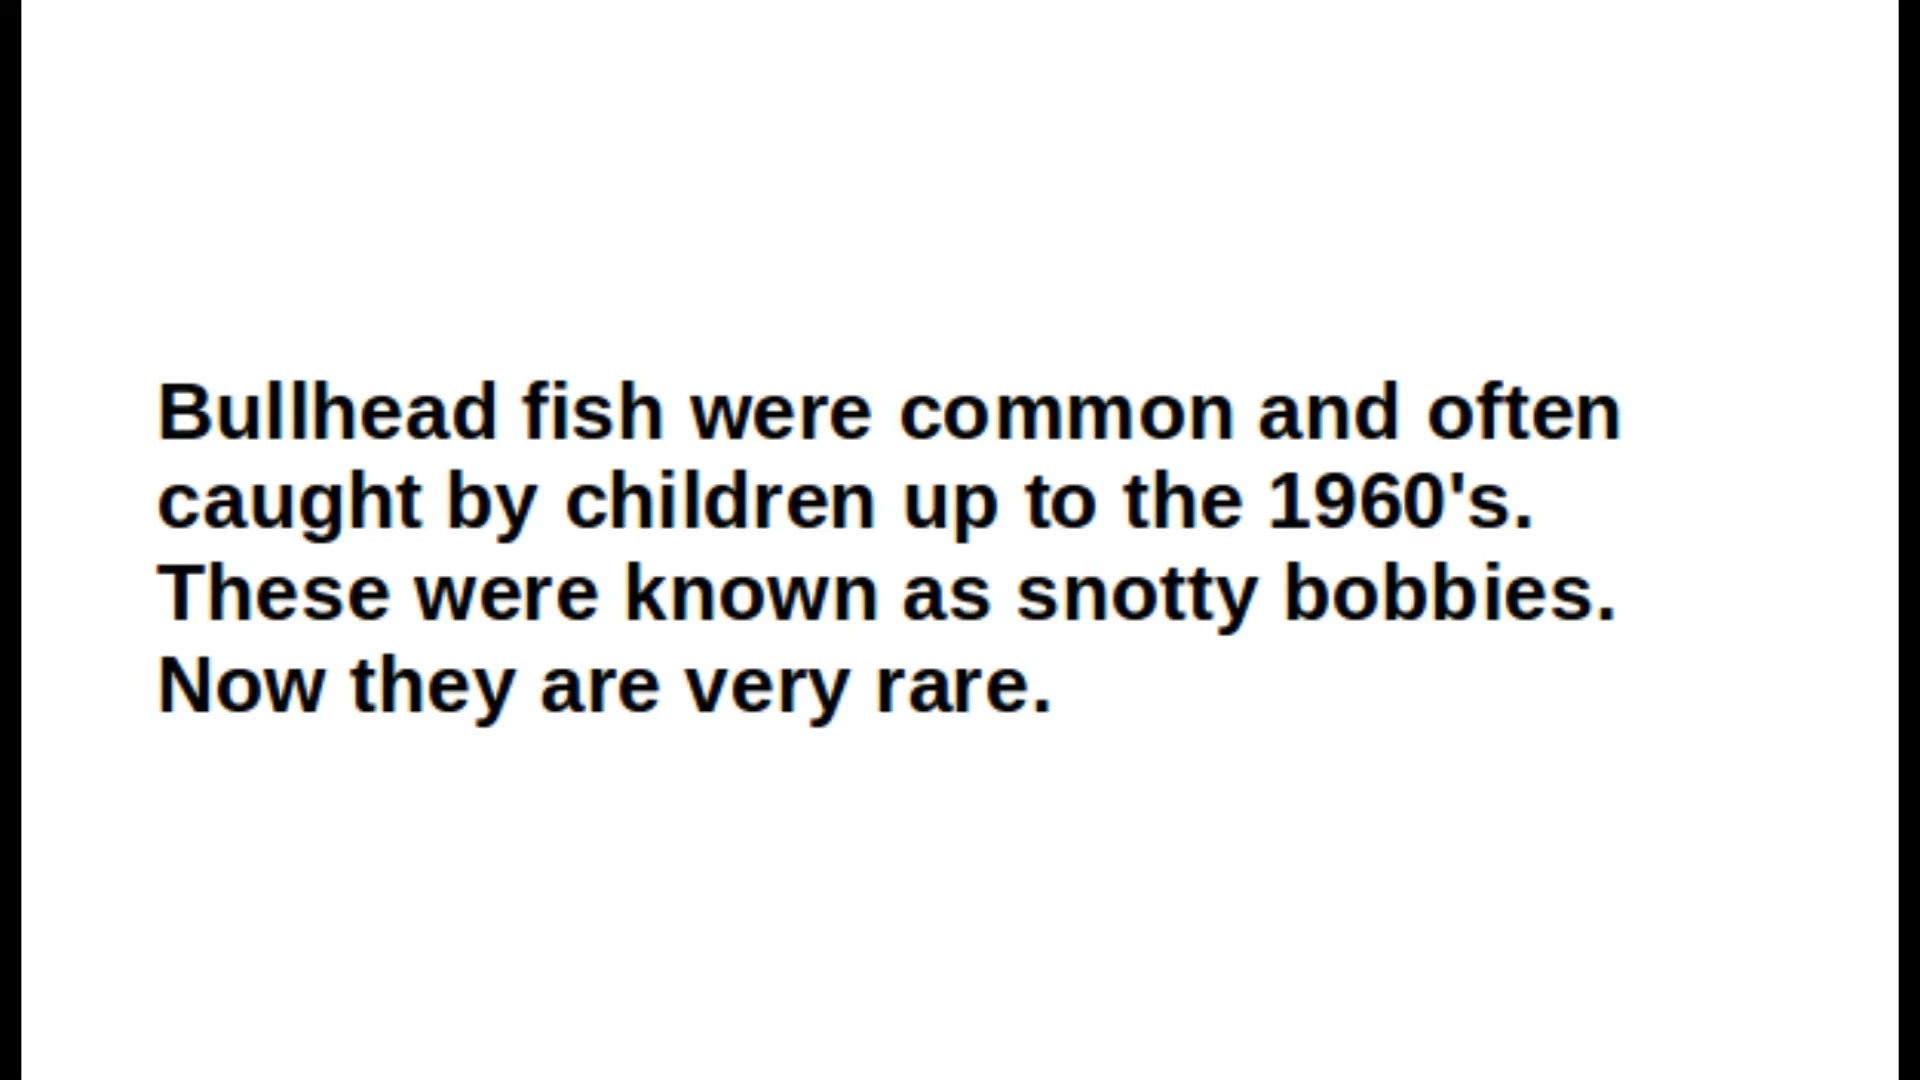 Bullhead fish were common and often
caught by children up to the 1960's.
These were known as snotty bobbies.
Now they are very rare.